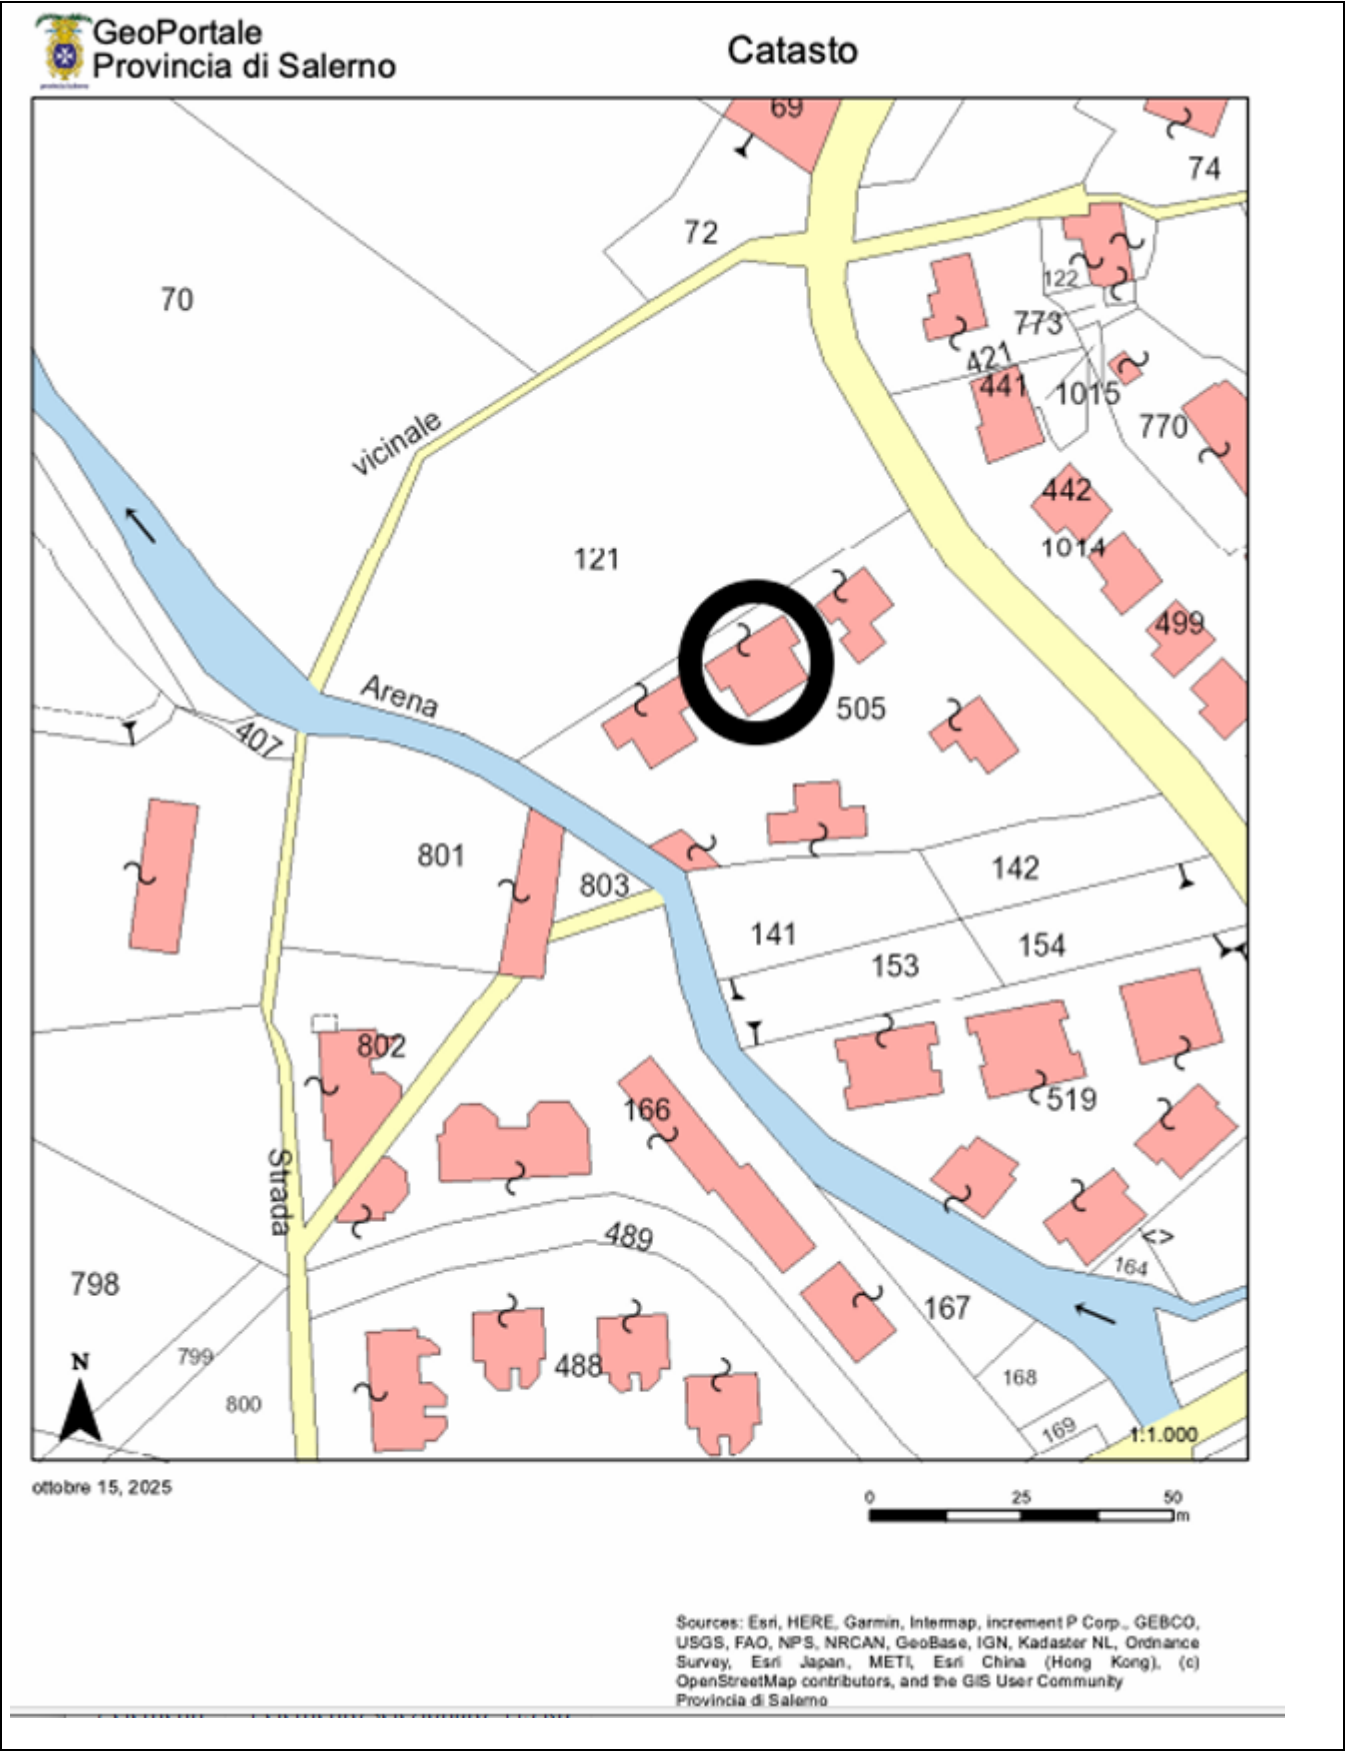 GeoPortale
Provincia di Salerno
Catasto
69
74
72
70
122
773
421
441
1015
770
vicinale
442
1014
121
499
Arena
505
407
801
803
142
141
154
153
802
519
166
Strada
489
164
798
167
799
488
168
800
169
N
1:1.000
ottobre 15, 2025
0 25 50
m
Sources: Esri, HERE, Garmin, Intermap, increment P Corp., GEBCO,
USGS, FAO, NPS, NRCAN, GeoBase, IGN, Kadaster NL, Ordnance
Survey, Esri Japan, METI, Esri China (Hong Kong), (c)
OpenStreetMap contributors, and the GIS User Community
Provincia di Salerno